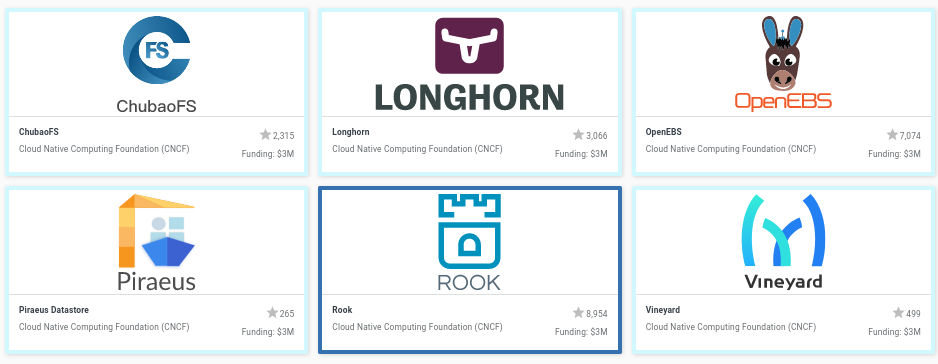 FS
ChubaoFS
ChubaoFS
Cloud Native Computing Foundation (CNCF)
2,315
Funding: $3M
LONGHORN
Longhorn
Cloud Native Computing Foundation (CNCF)
3,066
Funding: $3M
OpenEBS
OpenEBS
Cloud Native Computing Foundation (CNCF)
7,074
Funding: $3M
Piraeus
Piraeus Datastore
Cloud Native Computing Foundation (CNCF)
265
Funding: $3M
ROOK
Rook
Cloud Native Computing Foundation (CNCF)
8,954
Funding: $3M
Vineyard
Vineyard
Cloud Native Computing Foundation (CNCF)
499
Funding: $3M